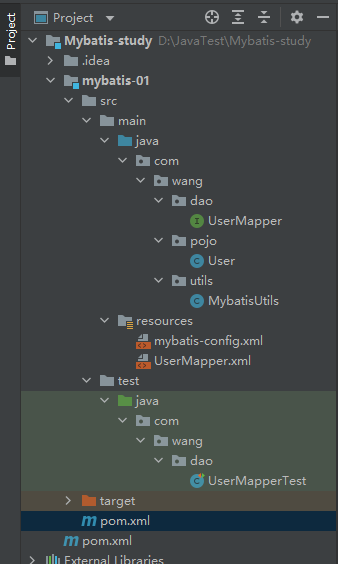 Project
Project
Mybatis-study D:\JavaTest\Mybatis-study
.idea
mybatis-01
src
main
java
com
wang
dao
UserMapper
pojo
User
utils
MybatisUtils
resources
mybatis-config.xml
UserMapper.xml
test
java
com
wang
dao
UserMapperTest
target
pom.xml
pom.xml
External Libraries